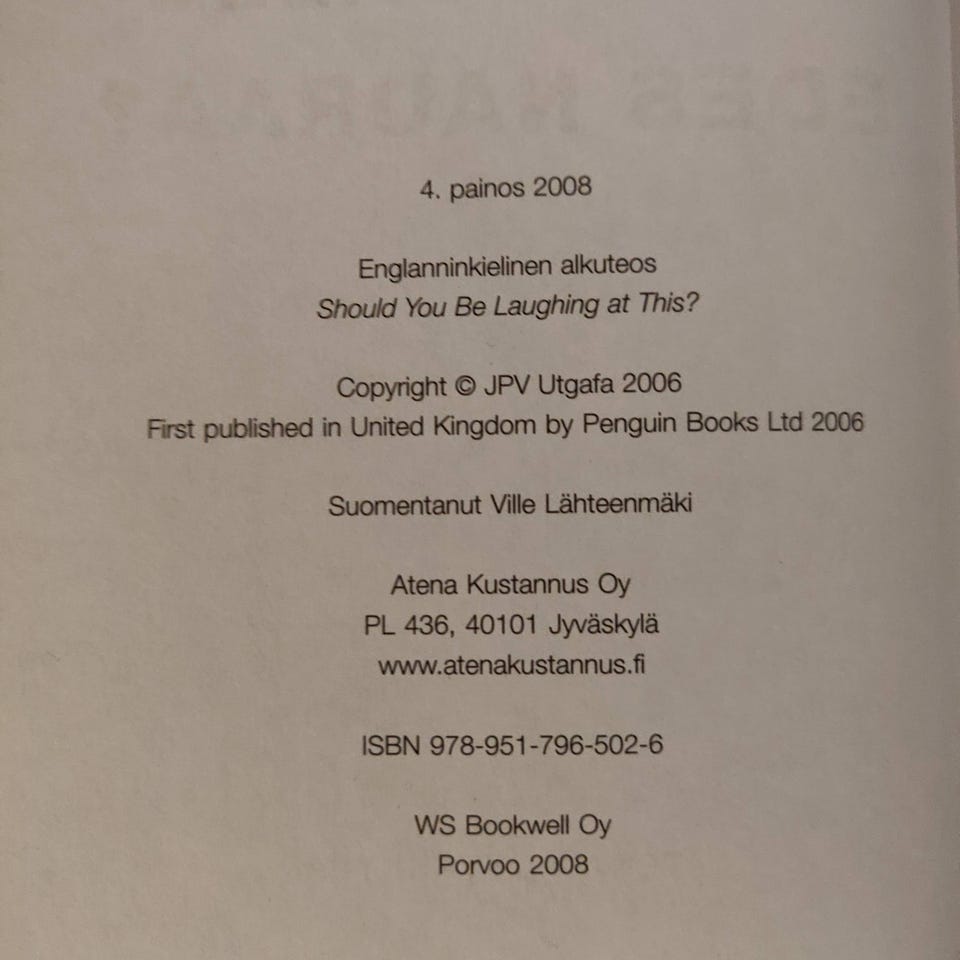 4. painos 2008
Englanninkielinen alkuteos
Should You Be Laughing at This?
Copyright © JPV Utgafa 2006
First published in United Kingdom by Penguin Books Ltd 2006
Suomentanut Ville Lähteenmäki
Atena Kustannus Oy
PL 436, 40101 Jyväskylä
www.atenakustannus.fi
ISBN 978-951-796-502-6
WS Bookwell Oy
Porvoo 2008